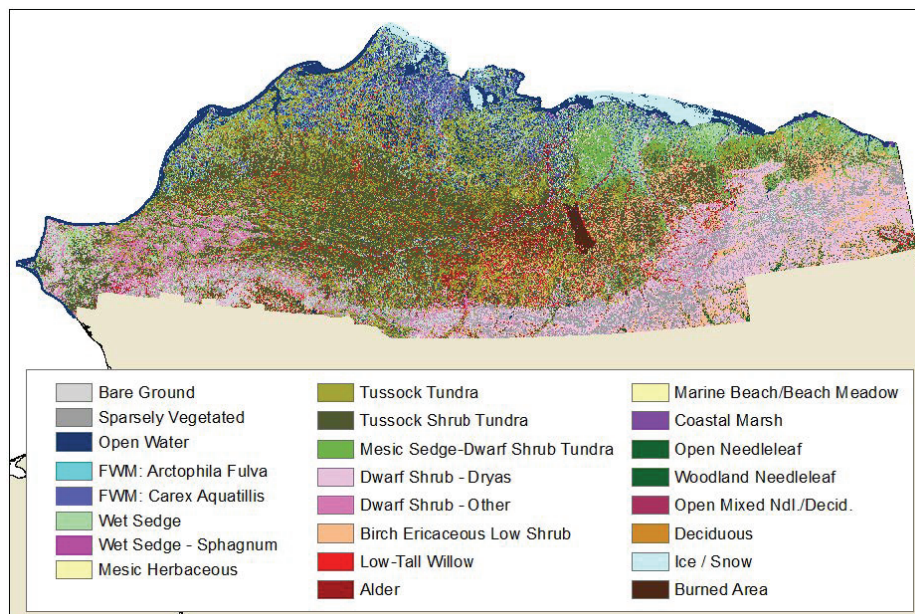 Bare Ground
Sparsely Vegetated
Open Water
FWM: Arctophila Fulva
FWM: Carex Aquatillis
Wet Sedge
Wet Sedge - Sphagnum
Mesic Herbaceous
Tussock Tundra
Tussock Shrub Tundra
Mesic Sedge-Dwarf Shrub Tundra
Dwarf Shrub - Dryas
Dwarf Shrub - Other
Birch Ericaceous Low Shrub
Low-Tall Willow
Alder
Marine Beach/Beach Meadow
Coastal Marsh
Open Needleleaf
Woodland Needleleaf
Open Mixed Ndl./Decid.
Deciduous
Ice / Snow
Burned Area